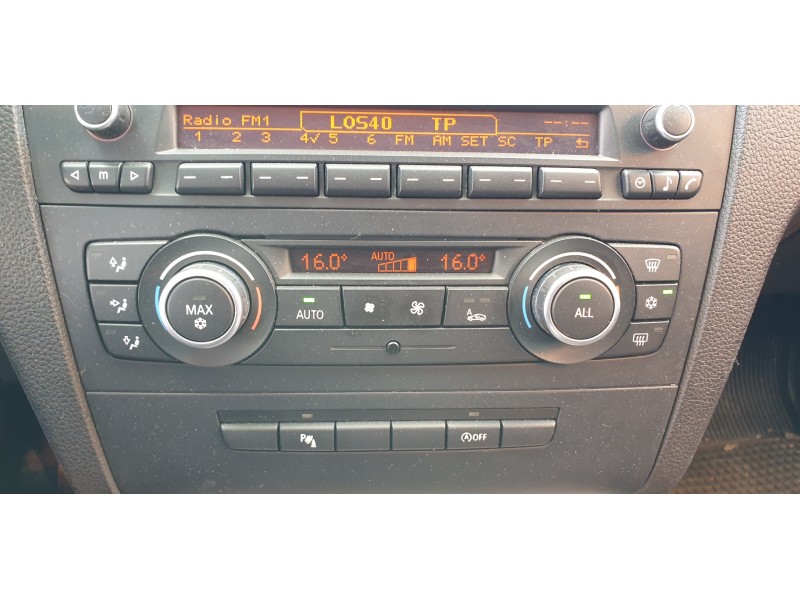 Radio FM1 LOS40 TP --:--
1 2 3 4✓ 5 6 FM AM SET SC TP
m
16.0° AUTO 16.0°
MAX AUTO A ALL
P A OFF